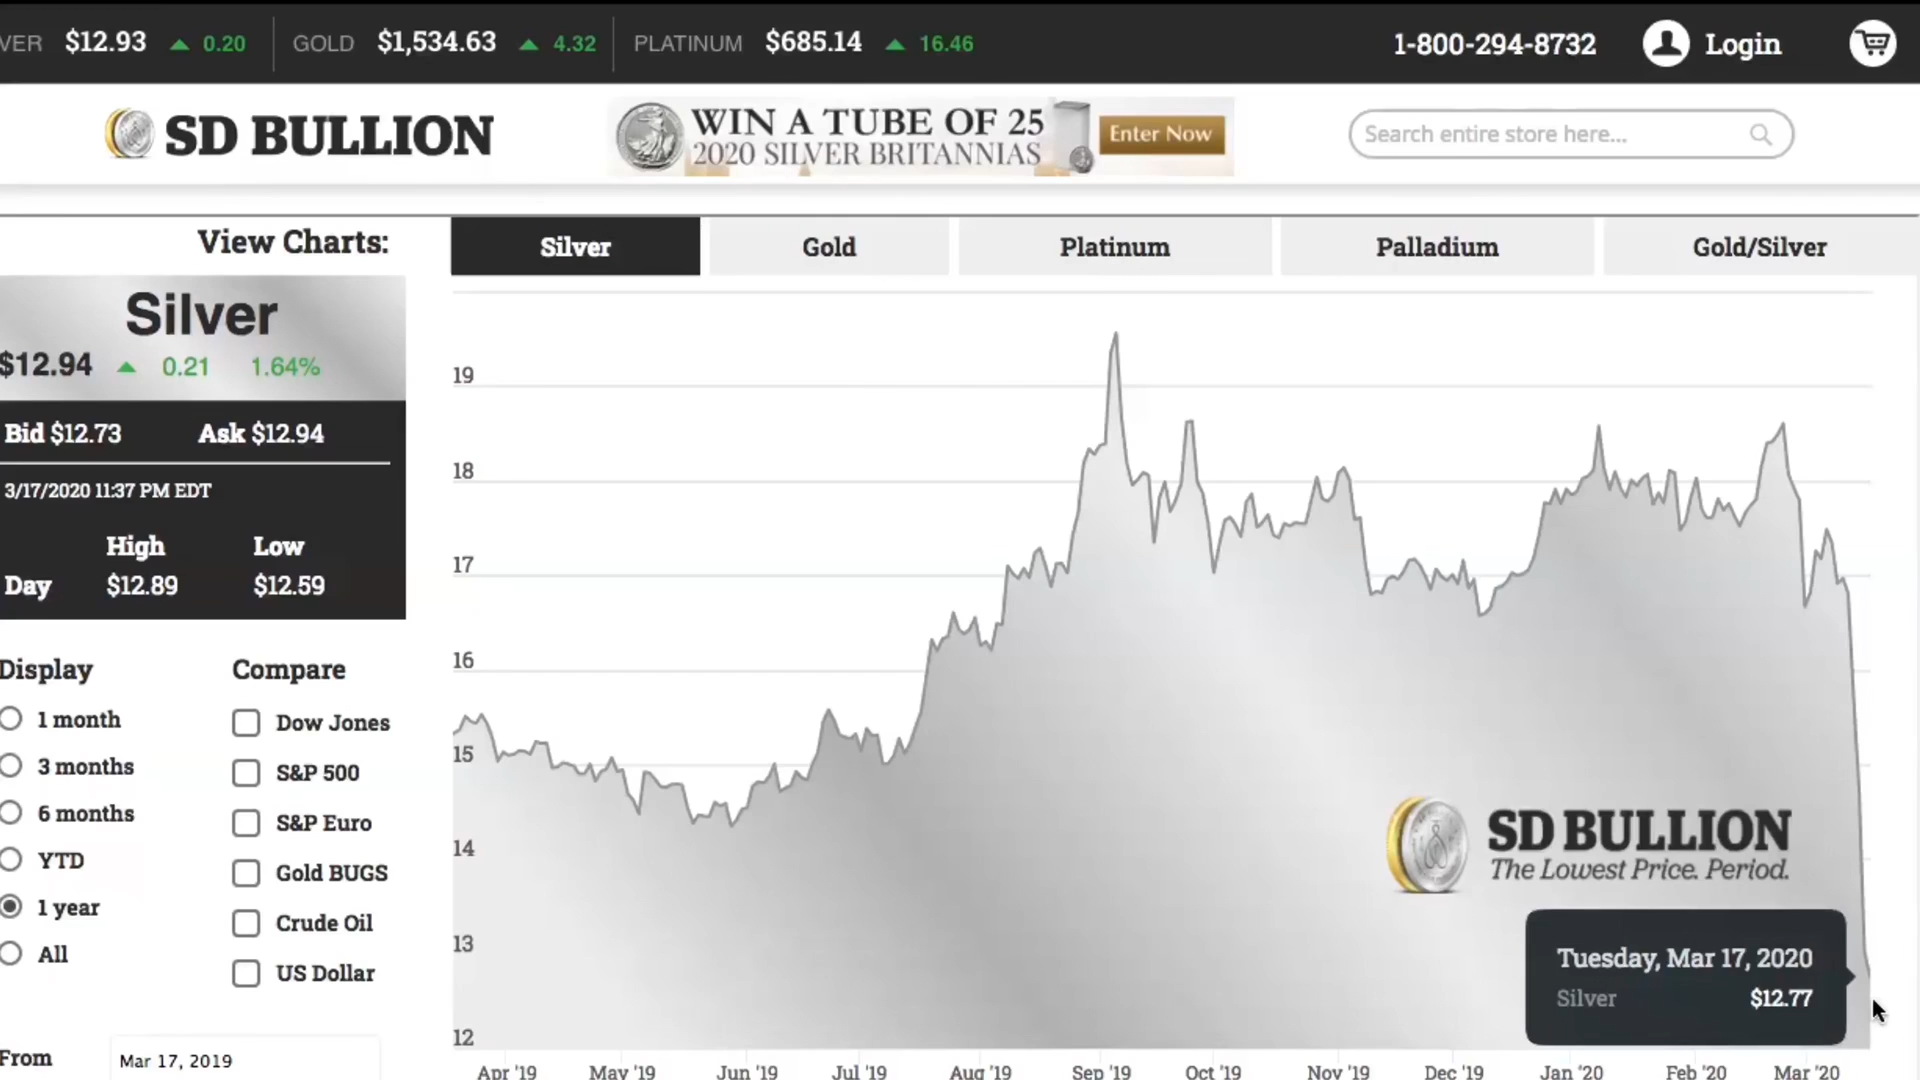 VER $12.93 0.20 GOLD $1,534.63 4.32 PLATINUM $685.14 16.46 1-800-294-8732 Login
SD BULLION
WIN A TUBE OF 25
2020 SILVER BRITANNIAS
Enter Now
Search entire store here...
View Charts:
Silver Gold Platinum Palladium Gold/Silver
Silver
$12.94 0.21 1.64%
Bid $12.73 Ask $12.94
3/17/2020 11:37 PM EDT
High Low
Day $12.89 $12.59
Display
1 month
3 months
6 months
YTD
1 year
All
Compare
Dow Jones
S&P 500
S&P Euro
Gold BUGS
Crude Oil
US Dollar
From Mar 17, 2019
19
18
17
16
15
14
13
12
SD BULLION
The Lowest Price. Period.
Tuesday, Mar 17, 2020
Silver $12.77
Apr '19 May '19 Jun '19 Jul '19 Aug '19 Sep '19 Oct '19 Nov '19 Dec '19 Jan '20 Feb '20 Mar '20